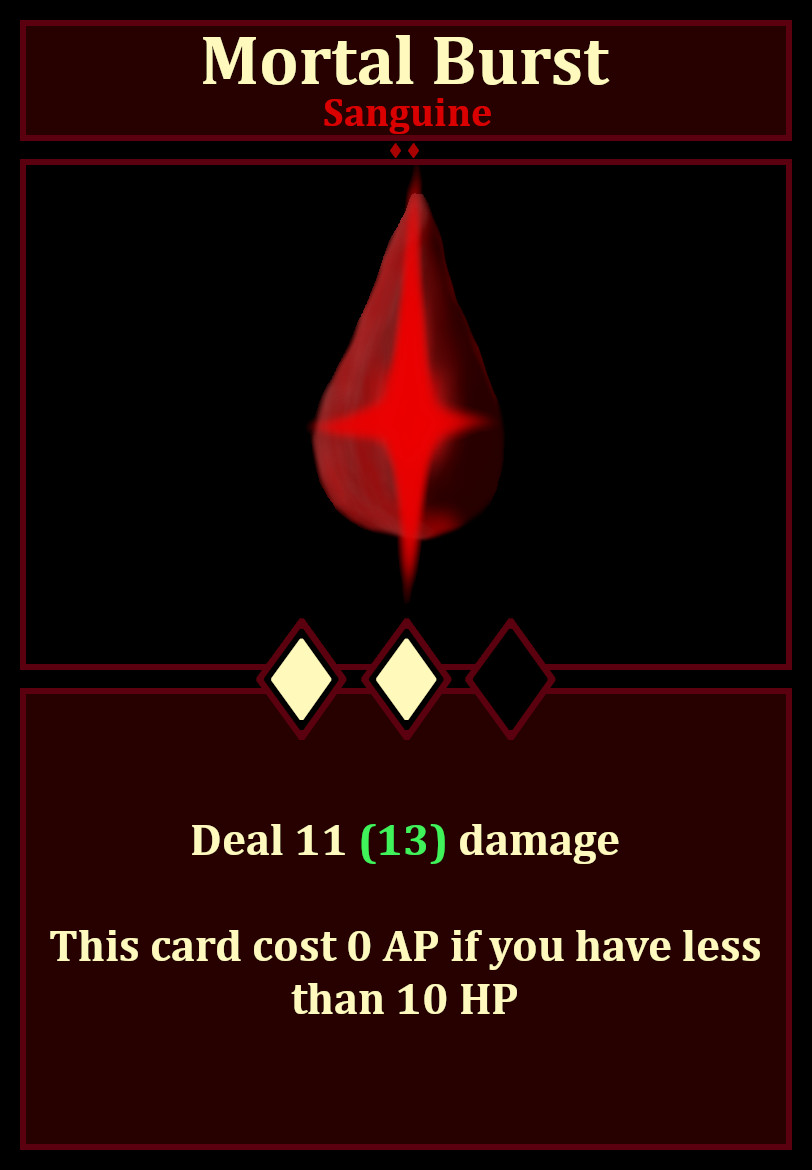 Mortal Burst
Sanguine
Deal 11 (13) damage
This card cost 0 AP if you have less
than 10 HP